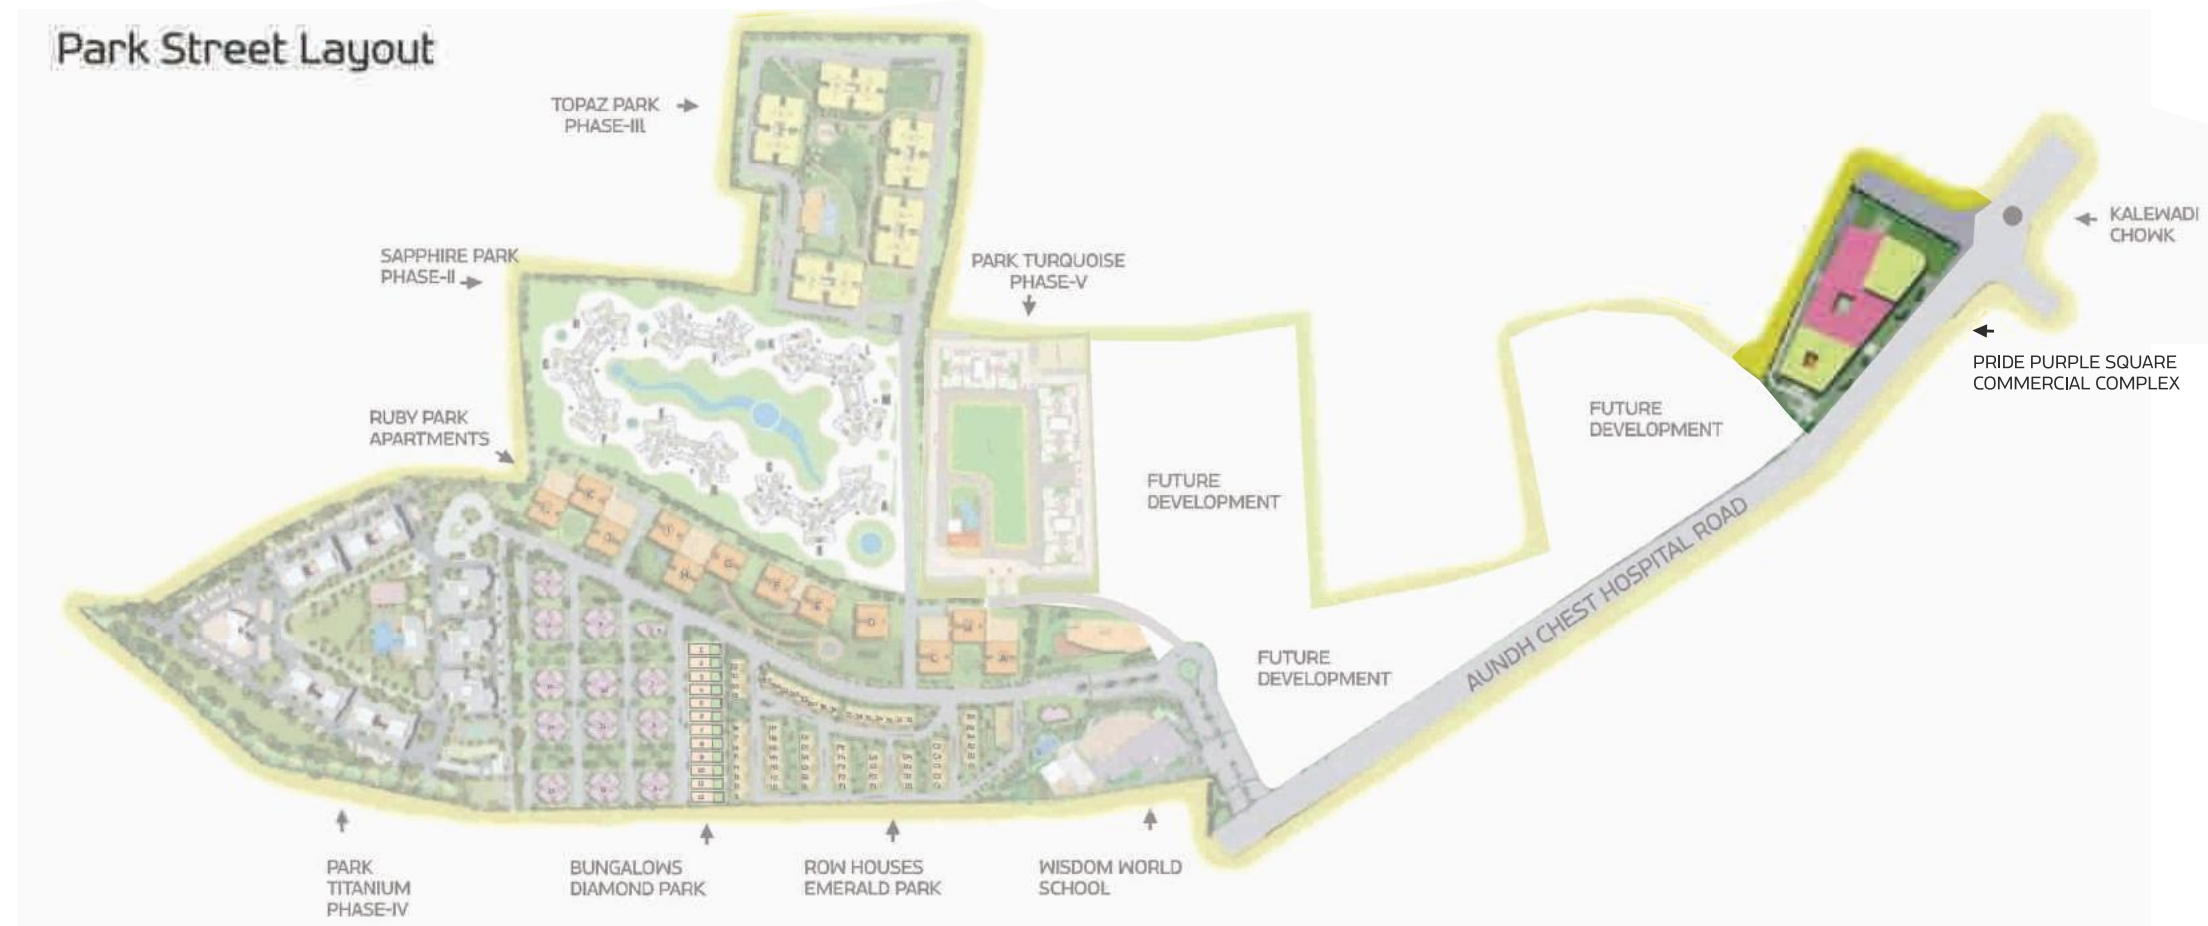 Park Street Layout
TOPAZ PARK
PHASE-III
SAPPHIRE PARK
PHASE-II
PARK TURQUOISE
PHASE-V
KALEWADI
CHOWK
PRIDE PURPLE SQUARE
COMMERCIAL COMPLEX
RUBY PARK
APARTMENTS
FUTURE
DEVELOPMENT
FUTURE
DEVELOPMENT
AUNDH CHEST HOSPITAL ROAD
FUTURE
DEVELOPMENT
PARK
TITANIUM
PHASE-IV
BUNGALOWS
DIAMOND PARK
ROW HOUSES
EMERALD PARK
WISDOM WORLD
SCHOOL